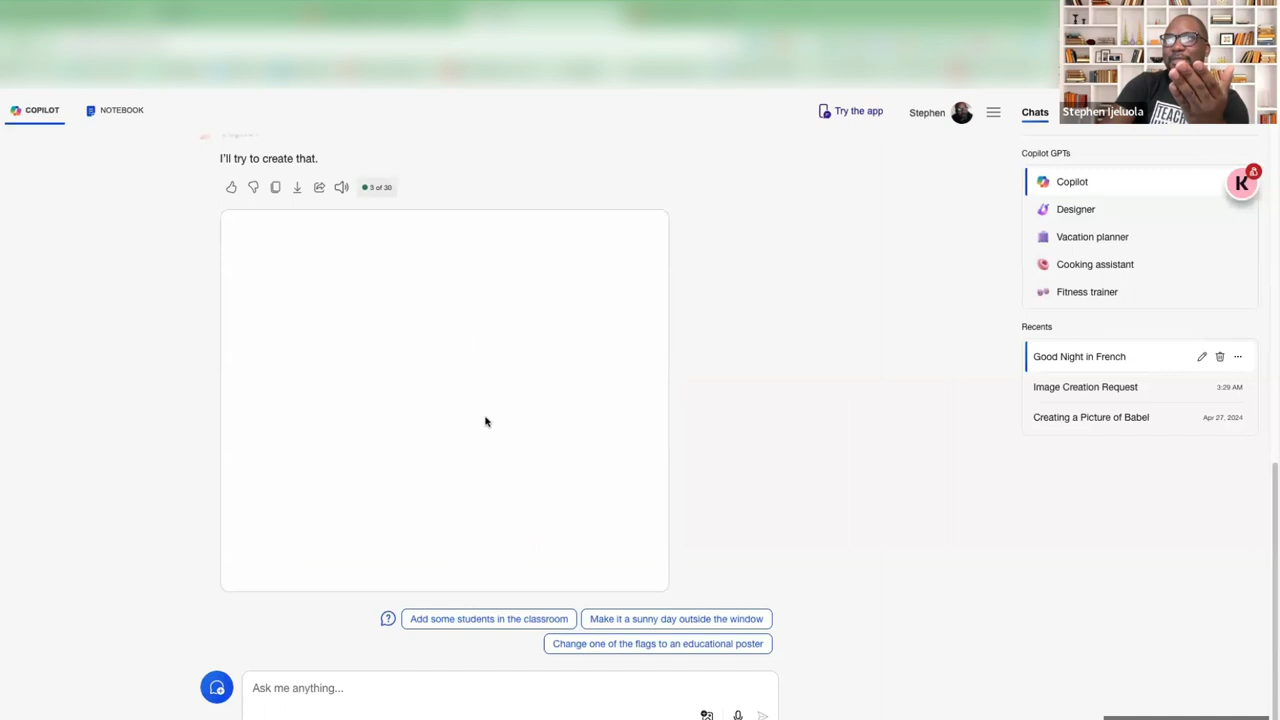 COPILOT
NOTEBOOK
Try the app
Stephen
Chats
Stephen Ijeluola
TEACH
I'll try to create that.
3 of 30
Copilot GPTs
Copilot
K
Designer
Vacation planner
Cooking assistant
Fitness trainer
Recents
Good Night in French
Image Creation Request
3:29 AM
Creating a Picture of Babel
Apr 27, 2024
Add some students in the classroom
Make it a sunny day outside the window
Change one of the flags to an educational poster
Ask me anything...